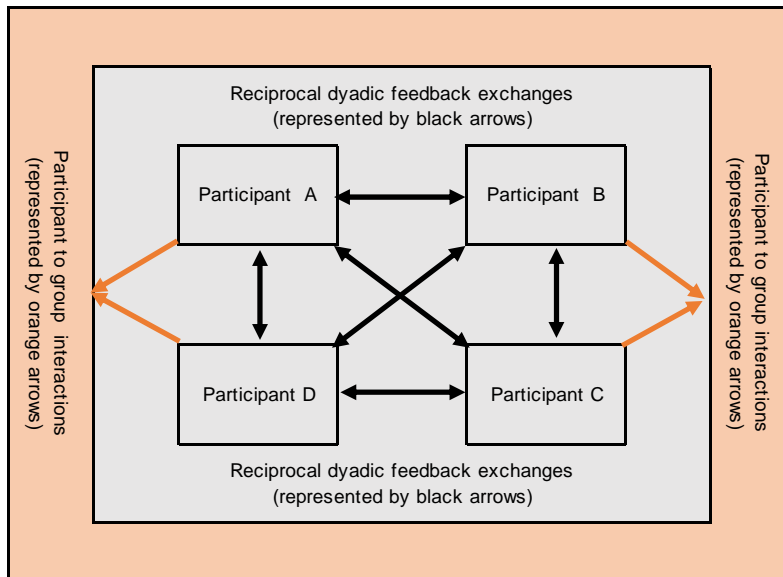 Reciprocal dyadic feedback exchanges
(represented by black arrows)
Participant to group interactions
(represented by orange arrows)
Participant A
Participant B
Participant to group interactions
(represented by orange arrows)
Participant D
Participant C
Reciprocal dyadic feedback exchanges
(represented by black arrows)